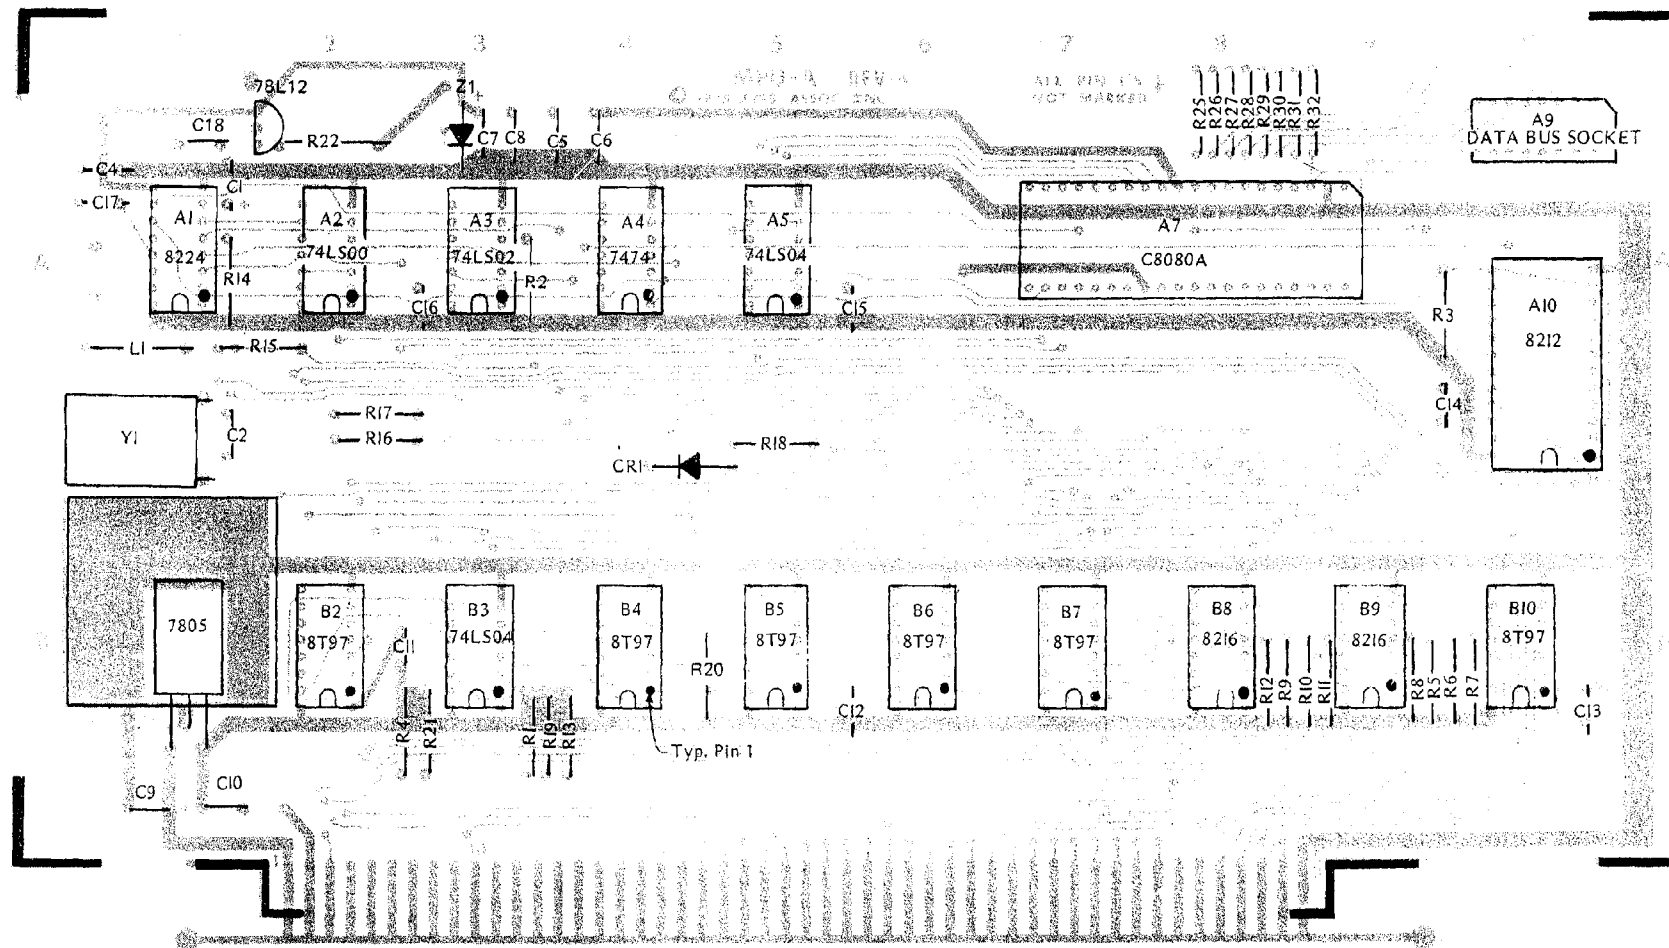 2 3 4 5 6 7 8
78L12 Z1
+
C18 R22 C7 C8 C5 C6
ALL PIN 1'S
NOT MARKED
R25 R26 R27 R28 R29 R30 R31 R32
A9
DATA BUS SOCKET
C4 C1
C17
A1
8224
A2
74LS00
A3
74LS02
A4
7474
A5
74LS04
A7
C8080A
A
R14 C16 R2 C15 R3
A10
8212
L1 R15
Y1 C2
R17
R16
CR1 R18
C14
7805
B2
8T97
C11
B3
74LS04
B4
8T97
R20
B5
8T97
B6
8T97
B7
8T97
B8
8216
R12 R9 R10 R11
B9
8216
R8 R5 R6 R7
B10
8T97
R4 R21 R1 R19 R13
C12 C13
Typ. Pin 1
C9 C10